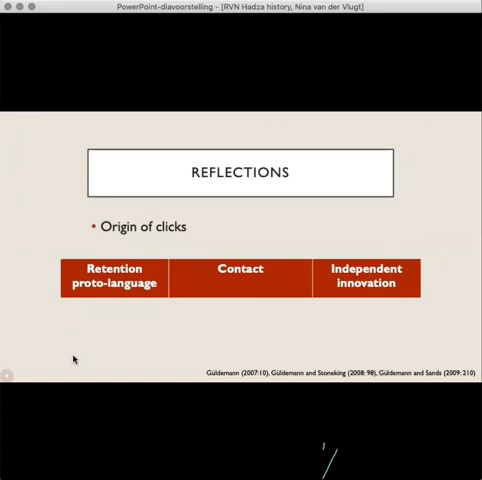 PowerPoint-diavoorstelling - [RVN Hadza history, Nina van der Vlugt]
REFLECTIONS
• Origin of clicks
Retention proto-language
Contact
Independent innovation
Güldemann (2007:10), Güldemann and Stoneking (2008: 98), Güldemann and Sands (2009: 210)